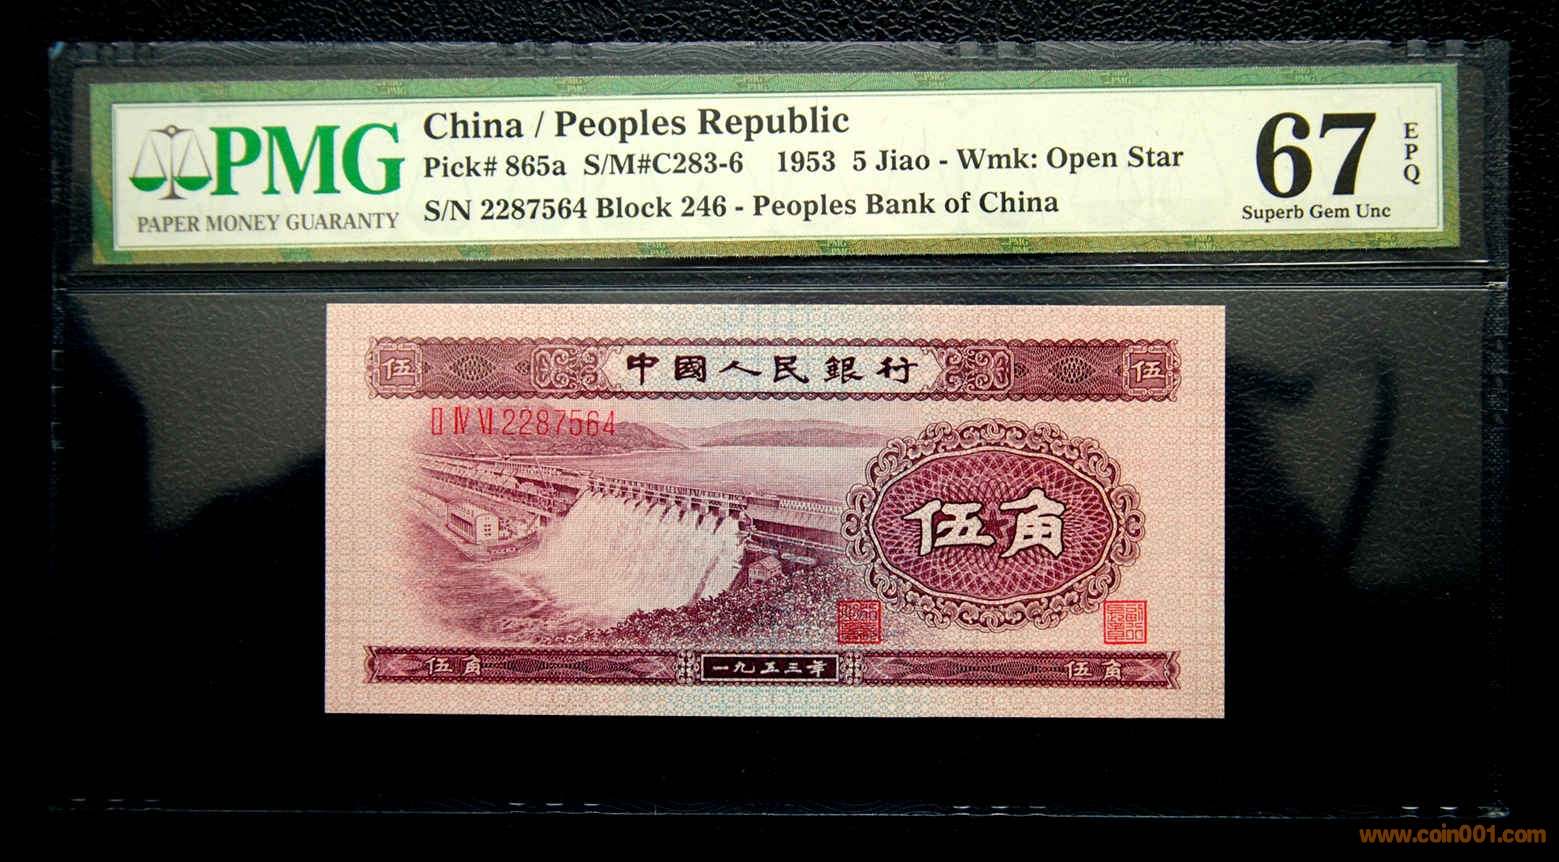 PMG
PAPER MONEY GUARANTY
China / Peoples Republic
Pick# 865a S/M#C283-6 1953 5 Jiao - Wmk: Open Star
S/N 2287564 Block 246 - Peoples Bank of China
67
EPQ
Superb Gem Unc
伍 中國人民銀行 伍
II IV VI 2287564
伍角
伍角 一九五三年 伍角
www.coin001.com